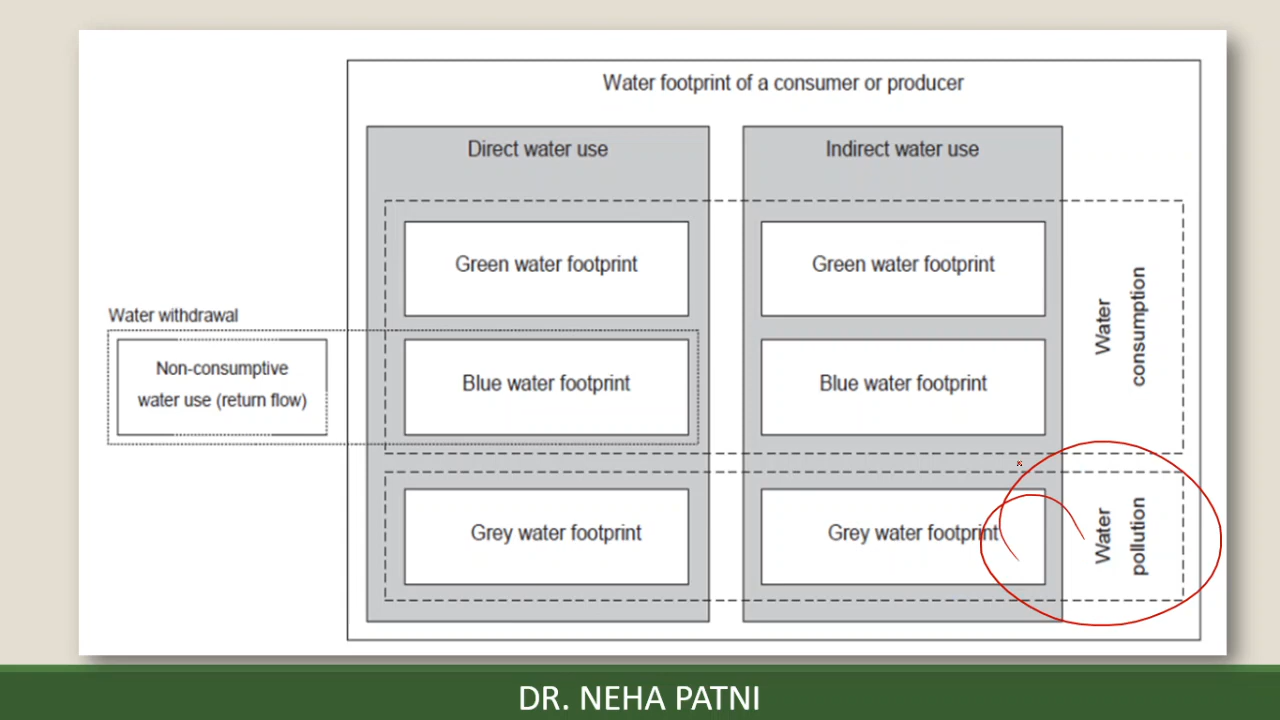 Water footprint of a consumer or producer
Direct water use
Indirect water use
Green water footprint
Green water footprint
Water
consumption
Water withdrawal
Non-consumptive
water use (return flow)
Blue water footprint
Blue water footprint
Grey water footprint
Grey water footprint
Water
pollution
DR. NEHA PATNI